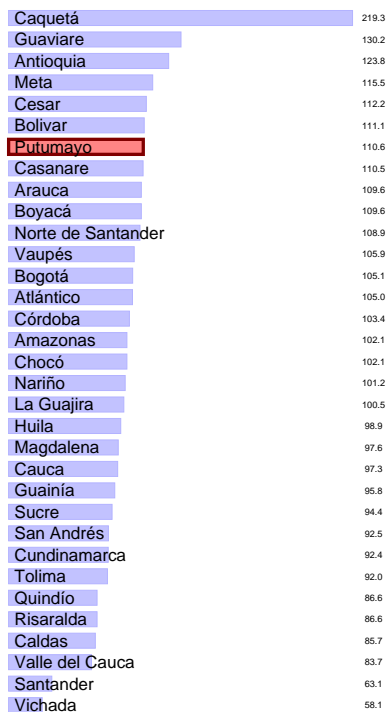 Caquetá 219.3
Guaviare 130.2
Antioquia 123.8
Meta 115.5
Cesar 112.2
Bolivar 111.1
Putumayo 110.6
Casanare 110.5
Arauca 109.6
Boyacá 109.6
Norte de Santander 108.9
Vaupés 105.9
Bogotá 105.1
Atlántico 105.0
Córdoba 103.4
Amazonas 102.1
Chocó 102.1
Nariño 101.2
La Guajira 100.5
Huila 98.9
Magdalena 97.6
Cauca 97.3
Guainía 95.8
Sucre 94.4
San Andrés 92.5
Cundinamarca 92.4
Tolima 92.0
Quindío 86.6
Risaralda 86.6
Caldas 85.7
Valle del Cauca 83.7
Santander 63.1
Vichada 58.1